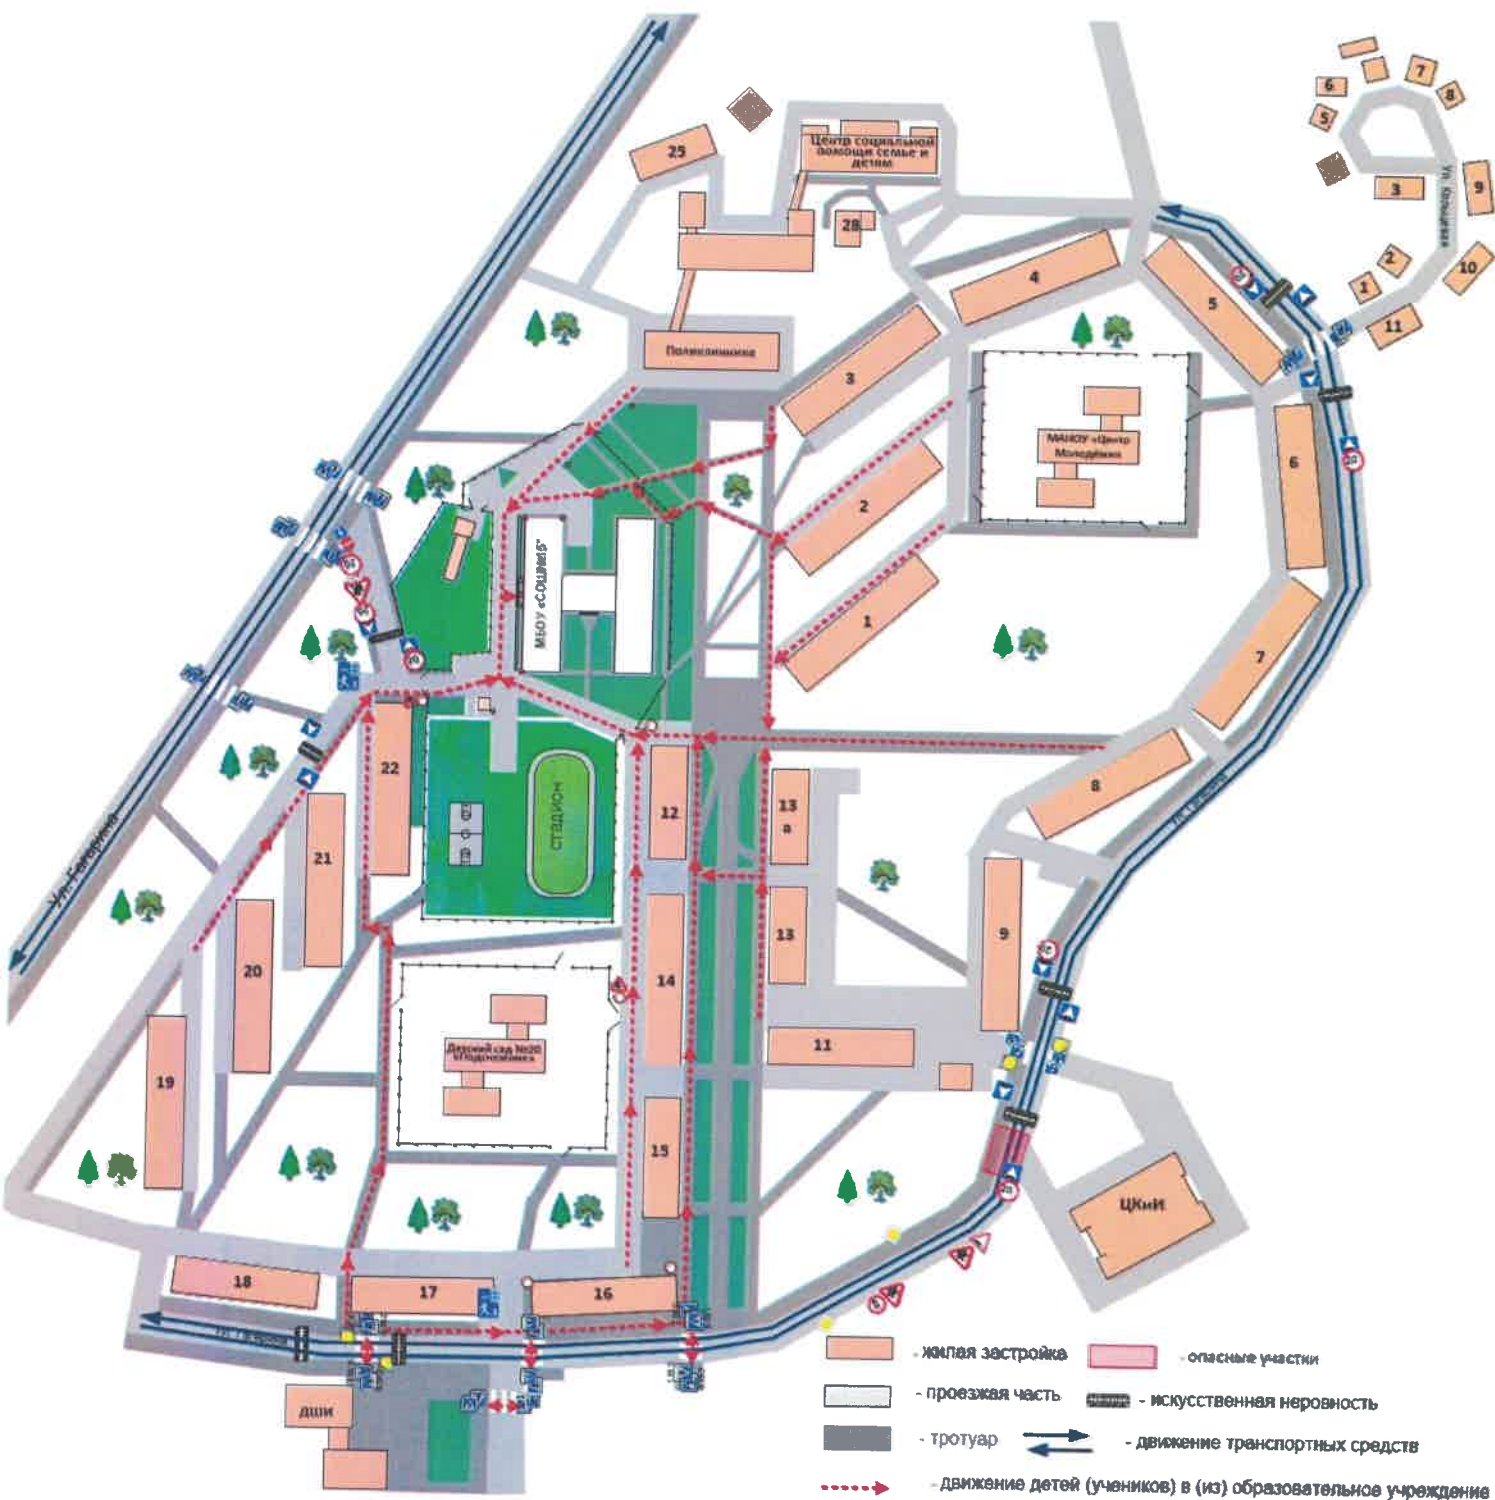 7
6
8
5
25
Центр социальной
помощи семье и
детям
3
9
28
2
10
4
1
5
11
Поликлиника
3
МАНОУ «Центр
Молодёжи»
6
2
МБОУ «СОШ№15"
1
7
22
8
12
13
а
СТАДИОН
21
Ул. Гагарина
9
13
20
14
11
Детский сад №20
«Подснежник»
19
15
ЦКиИ
18
17
16
- жилая застройка
- опасные участки
- проезжая часть
- искусственная неровность
ДШИ
- тротуар
- движение транспортных средств
- движение детей (учеников) в (из) образовательное учреждение